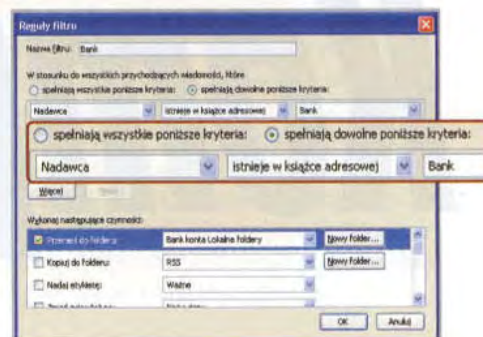 Reguły filtru
Nazwa filtru: Bank
W stosunku do wszystkich przychodzących wiadomości, które
spełniają wszystkie poniższe kryteria: spełniają dowolne poniższe kryteria:
Nadawca istnieje w książce adresowej Bank
spełniają wszystkie poniższe kryteria: spełniają dowolne poniższe kryteria:
Nadawca istnieje w książce adresowej Bank
Więcej
Wykonaj następujące czynności:
Przenieś do folderu: Bank konta Lokalne foldery Nowy folder...
Kopiuj do folderu: RSS Nowy folder...
Nadaj etykietę: Ważne
OK Anuluj